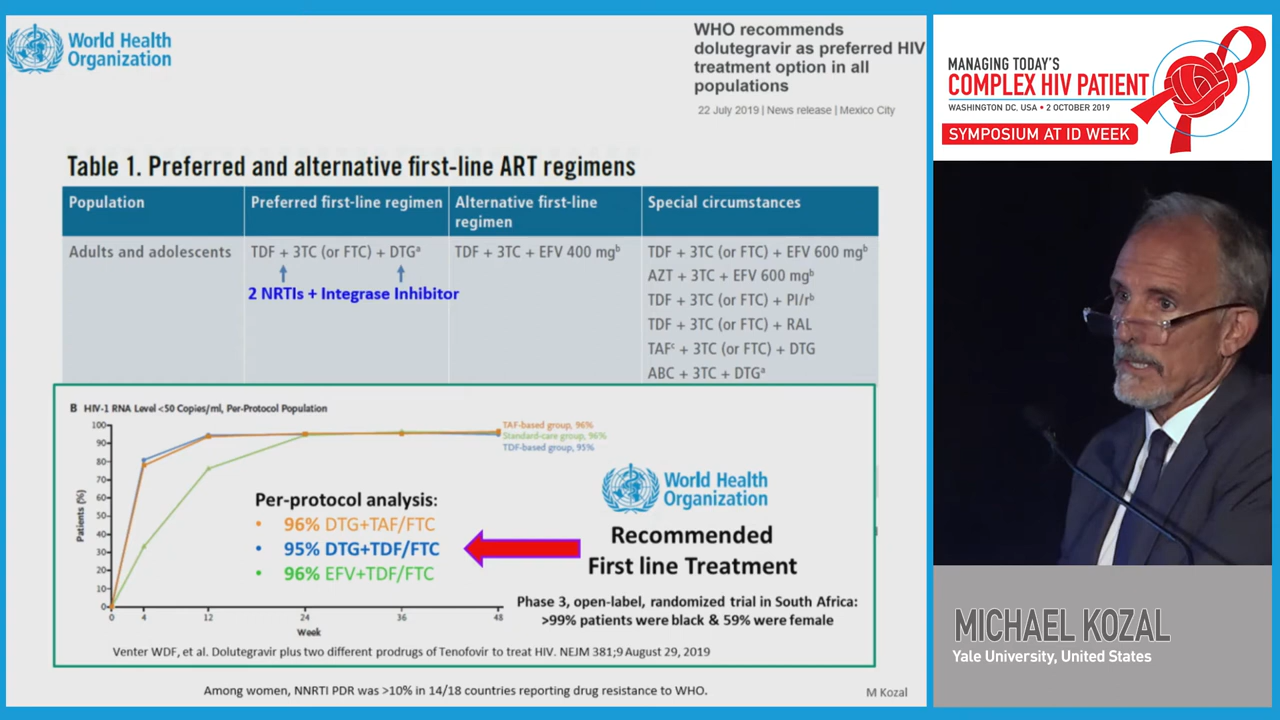 World Health
Organization
WHO recommends
dolutegravir as preferred HIV
treatment option in all
populations
22 July 2019 | News release | Mexico City
Table 1. Preferred and alternative first-line ART regimens
Population
Preferred first-line regimen
Alternative first-line
regimen
Special circumstances
Adults and adolescents
TDF + 3TC (or FTC) + DTGᵃ
2 NRTIs + Integrase Inhibitor
TDF + 3TC + EFV 400 mgᵇ
TDF + 3TC (or FTC) + EFV 600 mgᵇ
AZT + 3TC + EFV 600 mgᵇ
TDF + 3TC (or FTC) + PI/rᵇ
TDF + 3TC (or FTC) + RAL
TAFᶜ + 3TC (or FTC) + DTG
ABC + 3TC + DTGᵃ
B HIV-1 RNA Level <50 Copies/ml, Per-Protocol Population
Patients (%)
100
90
80
70
60
50
40
30
20
10
0
0 4 12 24 36 48
Week
TAF-based group, 96%
Standard-care group, 96%
TDF-based group, 95%
Per-protocol analysis:
• 96% DTG+TAF/FTC
• 95% DTG+TDF/FTC
• 96% EFV+TDF/FTC
World Health
Organization
Recommended
First line Treatment
Phase 3, open-label, randomized trial in South Africa:
>99% patients were black & 59% were female
Venter WDF, et al. Dolutegravir plus two different prodrugs of Tenofovir to treat HIV. NEJM 381;9 August 29, 2019
Among women, NNRTI PDR was >10% in 14/18 countries reporting drug resistance to WHO.
M Kozal
MANAGING TODAY'S
COMPLEX HIV PATIENT
WASHINGTON DC, USA • 2 OCTOBER 2019
SYMPOSIUM AT ID WEEK
MICHAEL KOZAL
Yale University, United States